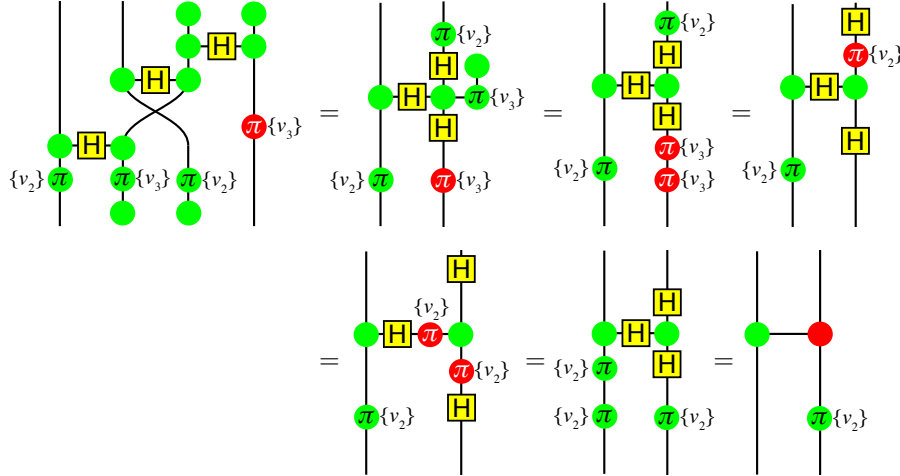 H
H
π {v₃}
H
{v₂} π π {v₃} π {v₂}
=
π {v₂}
H
H π {v₃}
H
{v₂} π π {v₃}
=
π {v₂}
H
H
H
π {v₃}
{v₂} π π {v₃}
=
H
π {v₂}
H
H
{v₂} π
=
H
{v₂}
H π
π {v₂}
H
π {v₂}
=
H
H
H
{v₂} π
{v₂} π {v₂} π
=
π {v₂}